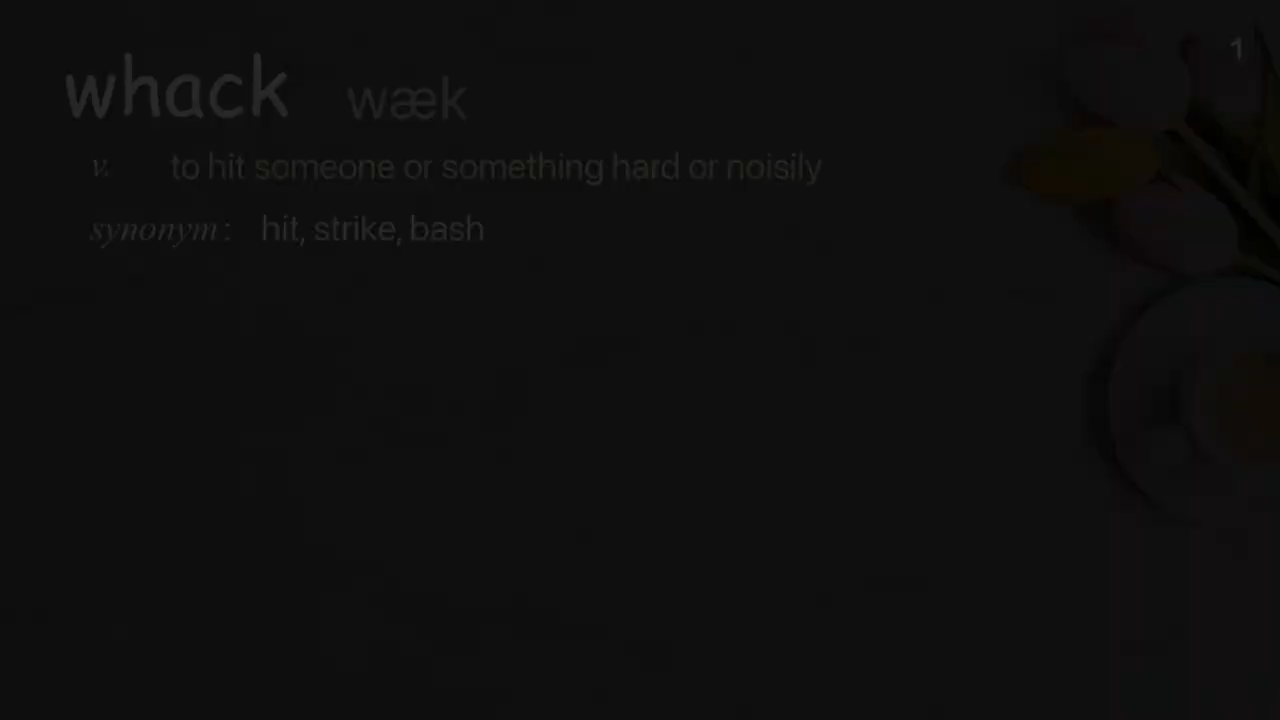 1
whack wæk
v. to hit someone or something hard or noisily
synonym: hit, strike, bash